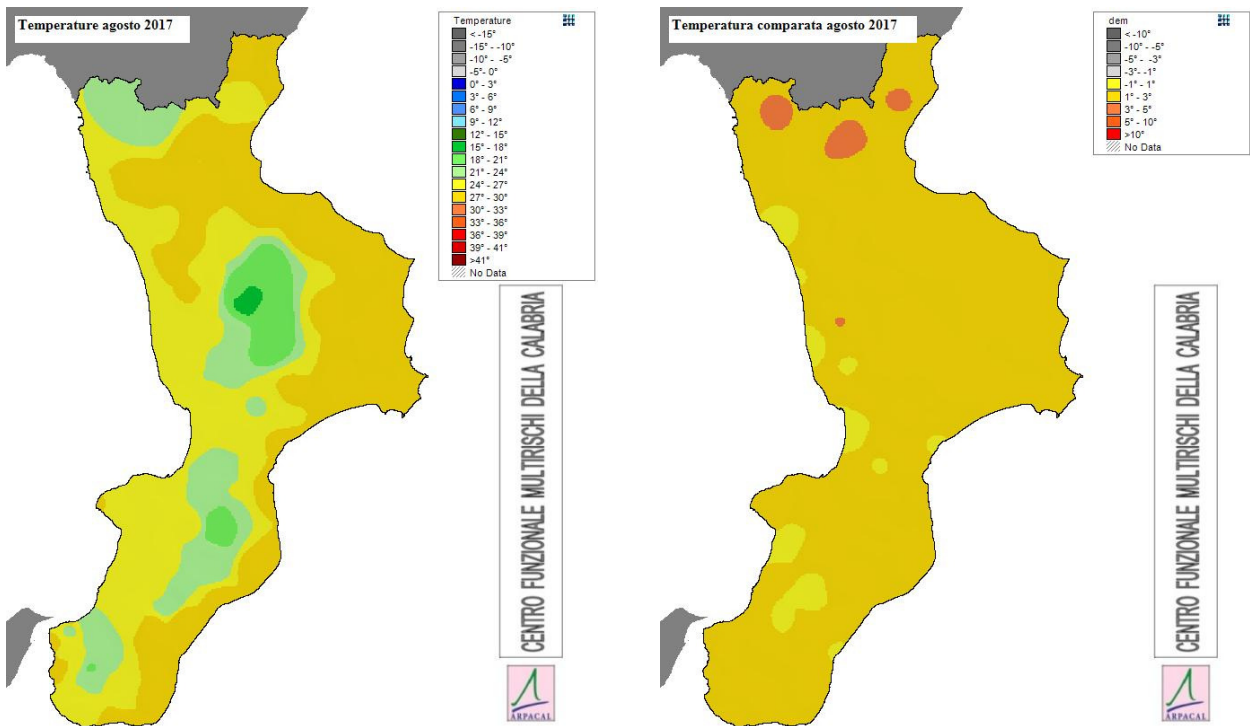 Temperature agosto 2017
Temperature
< -15°
-15° - -10°
-10° - -5°
-5°- 0°
0° - 3°
3° - 6°
6° - 9°
9° - 12°
12° - 15°
15° - 18°
18° - 21°
21° - 24°
24° - 27°
27° - 30°
30° - 33°
33° - 36°
36° - 39°
39° - 41°
>41°
No Data
CENTRO FUNZIONALE MULTIRISCHI DELLA CALABRIA
ARPACAL
Temperatura comparata agosto 2017
dem
< -10°
-10° - -5°
-5° - -3°
-3° - -1°
-1° - 1°
1° - 3°
3° - 5°
5° - 10°
>10°
No Data
CENTRO FUNZIONALE MULTIRISCHI DELLA CALABRIA
ARPACAL